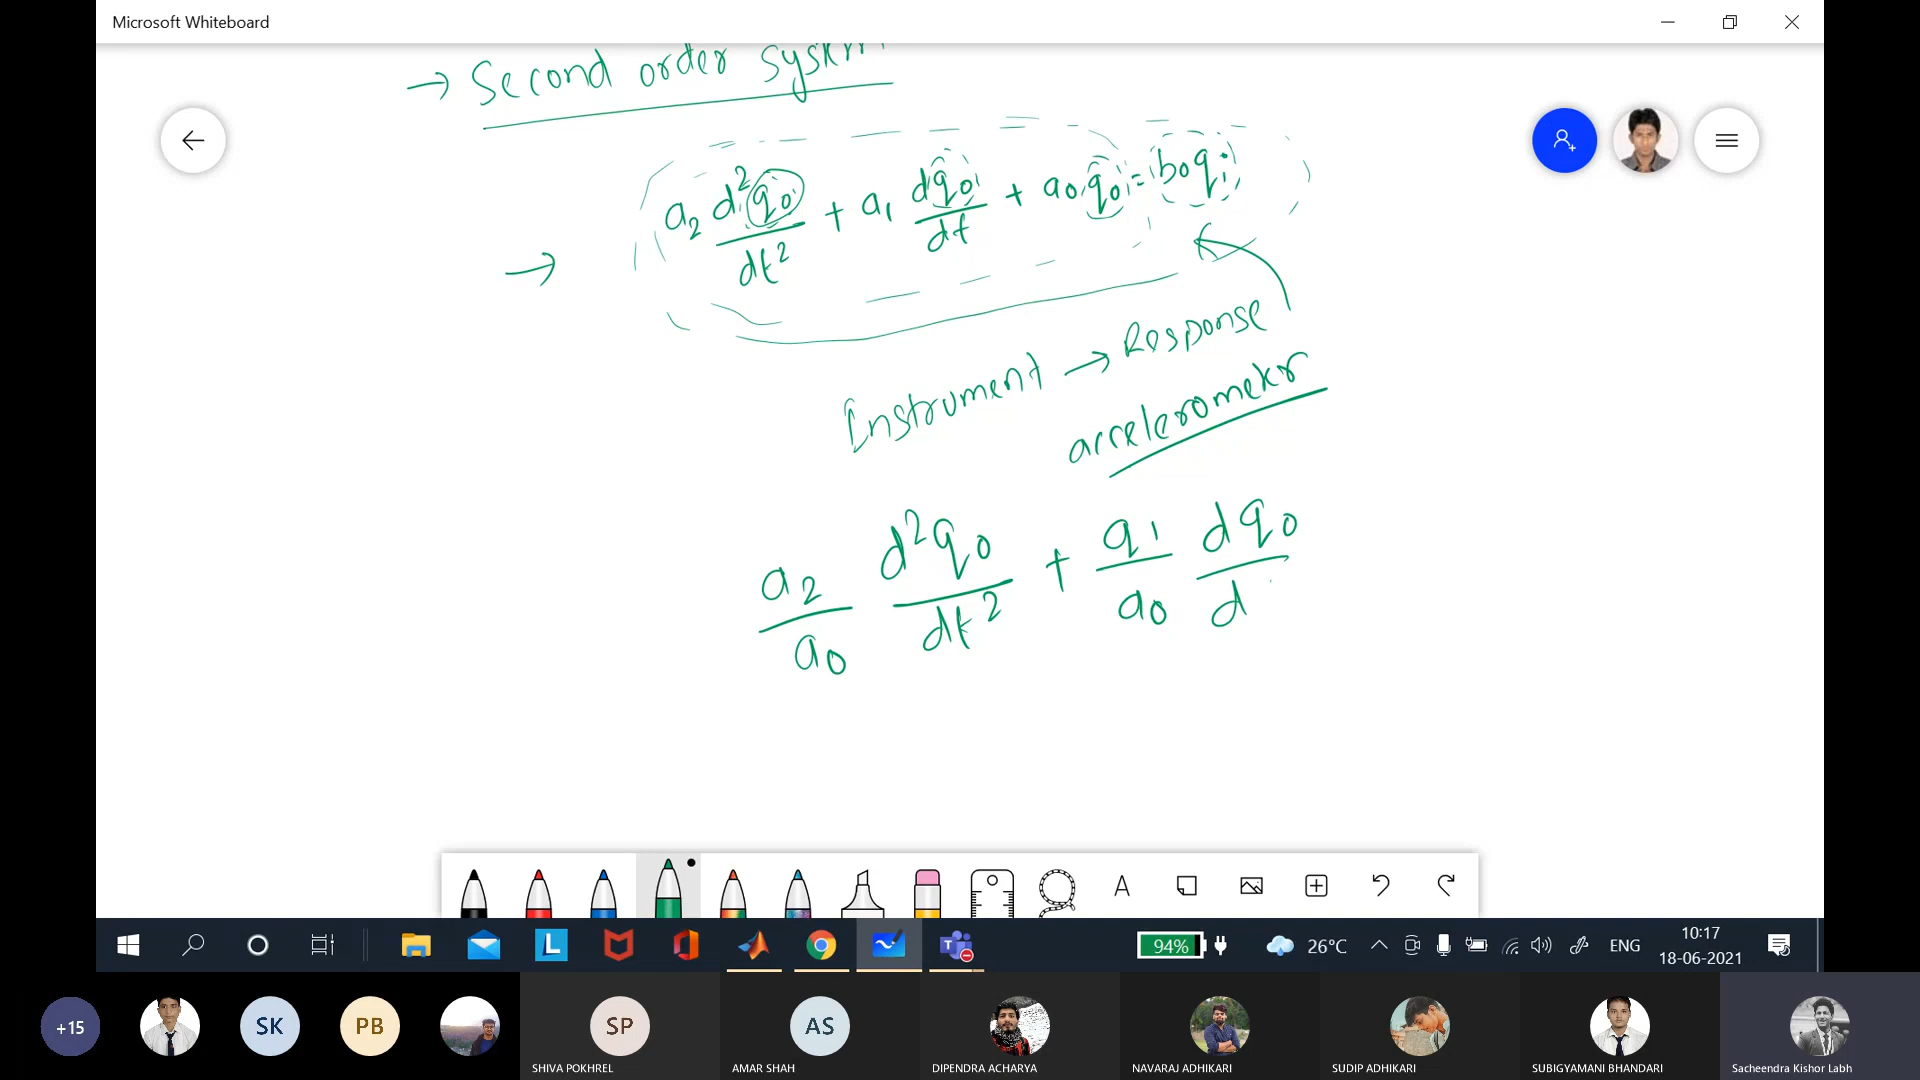 Microsoft Whiteboard
→ Second order system
→ a₂ d²q₀/dt² + a₁ dq₀/dt + a₀q₀ = b₀qᵢ
Instrument → Response
accelerometer
a₂/a₀ d²q₀/dt² + a₁/a₀ dq₀/d
94%
26°C
ENG
10:17
18-06-2021
+15
SK
PB
SP
AS
SHIVA POKHREL
AMAR SHAH
DIPENDRA ACHARYA
NAVARAJ ADHIKARI
SUDIP ADHIKARI
SUBIGYAMANI BHANDARI
Sacheendra Kishor Labh